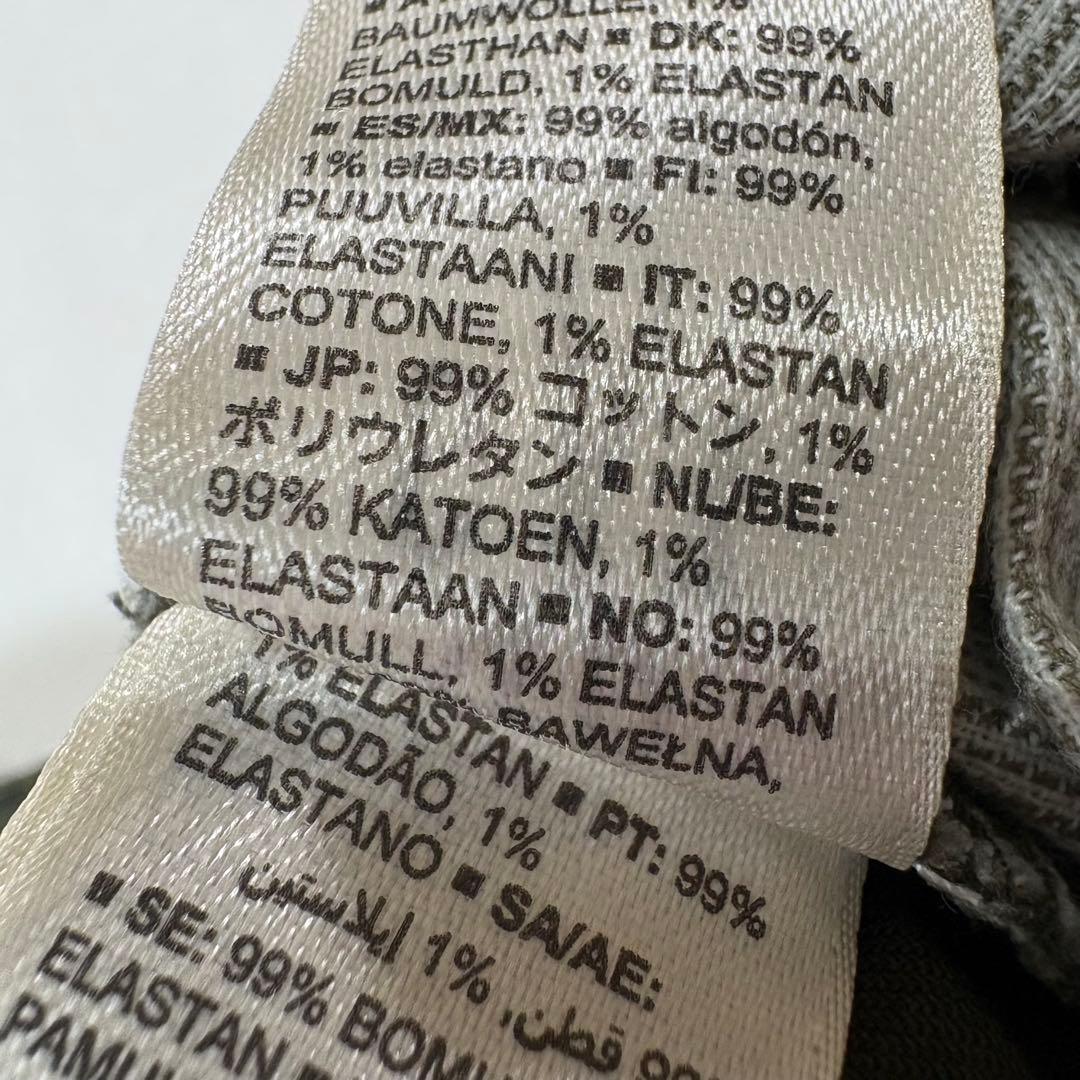 BAUMWOLLE, 1%
ELASTHAN ■ DK: 99%
BOMULD, 1% ELASTAN
■ ES/MX: 99% algodón,
1% elastano ■ FI: 99%
PUUVILLA, 1%
ELASTAANI ■ IT: 99%
COTONE, 1% ELASTAN
■ JP: 99% コットン, 1%
ポリウレタン ■ NL/BE:
99% KATOEN, 1%
ELASTAAN ■ NO: 99%
BOMULL, 1% ELASTAN
BAWEŁNA,
1% ELASTAN ■ PT: 99%
ALGODÃO, 1%
ELASTANO ■ SA/AE:
قطن, 1% إيلاستين
■ SE: 99%
ELASTAN